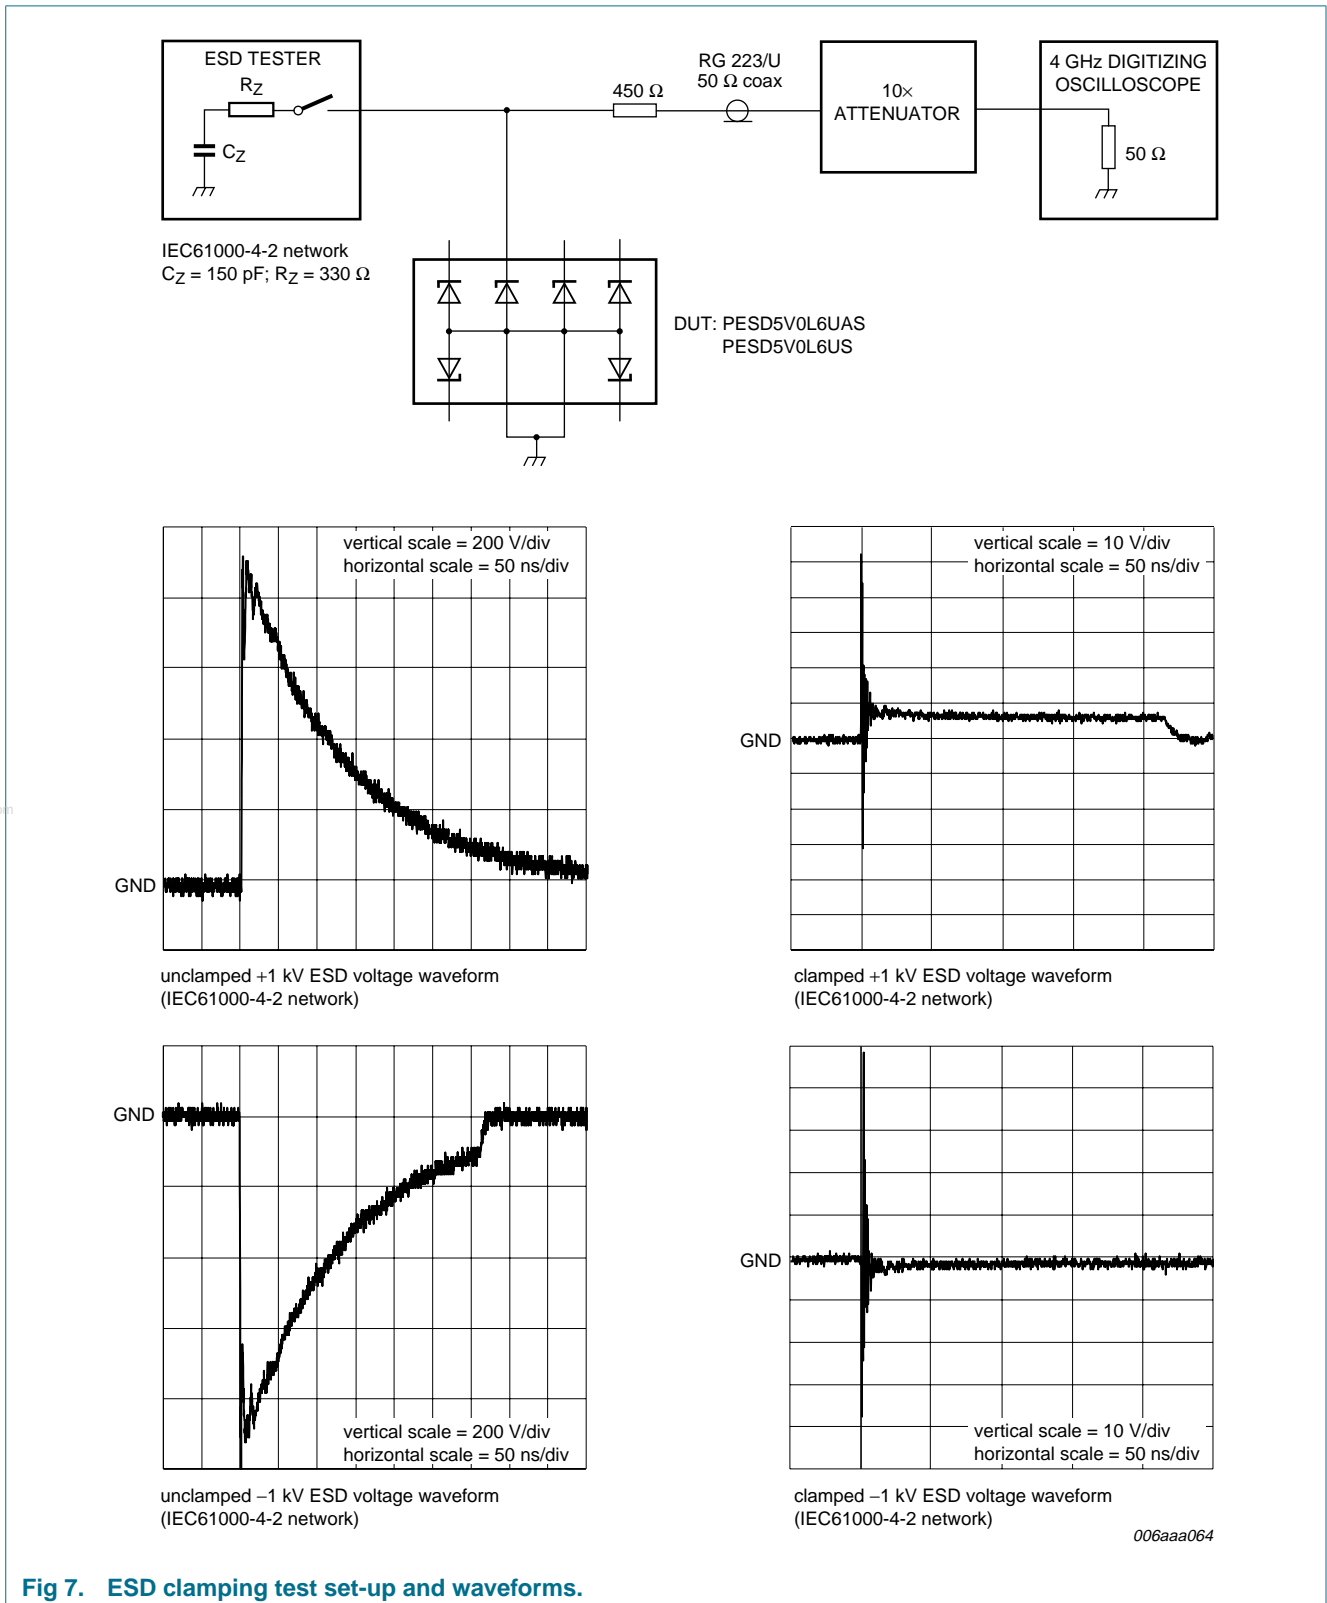 ESD TESTER
RZ
CZ
450 Ω
RG 223/U
50 Ω coax
10×
ATTENUATOR
4 GHz DIGITIZING
OSCILLOSCOPE
50 Ω
IEC61000-4-2 network
CZ = 150 pF; RZ = 330 Ω
DUT: PESD5V0L6UAS
PESD5V0L6US
vertical scale = 200 V/div
horizontal scale = 50 ns/div
GND
unclamped +1 kV ESD voltage waveform
(IEC61000-4-2 network)
vertical scale = 10 V/div
horizontal scale = 50 ns/div
GND
clamped +1 kV ESD voltage waveform
(IEC61000-4-2 network)
GND
vertical scale = 200 V/div
horizontal scale = 50 ns/div
unclamped −1 kV ESD voltage waveform
(IEC61000-4-2 network)
GND
vertical scale = 10 V/div
horizontal scale = 50 ns/div
clamped −1 kV ESD voltage waveform
(IEC61000-4-2 network)
006aaa064
Fig 7. ESD clamping test set-up and waveforms.